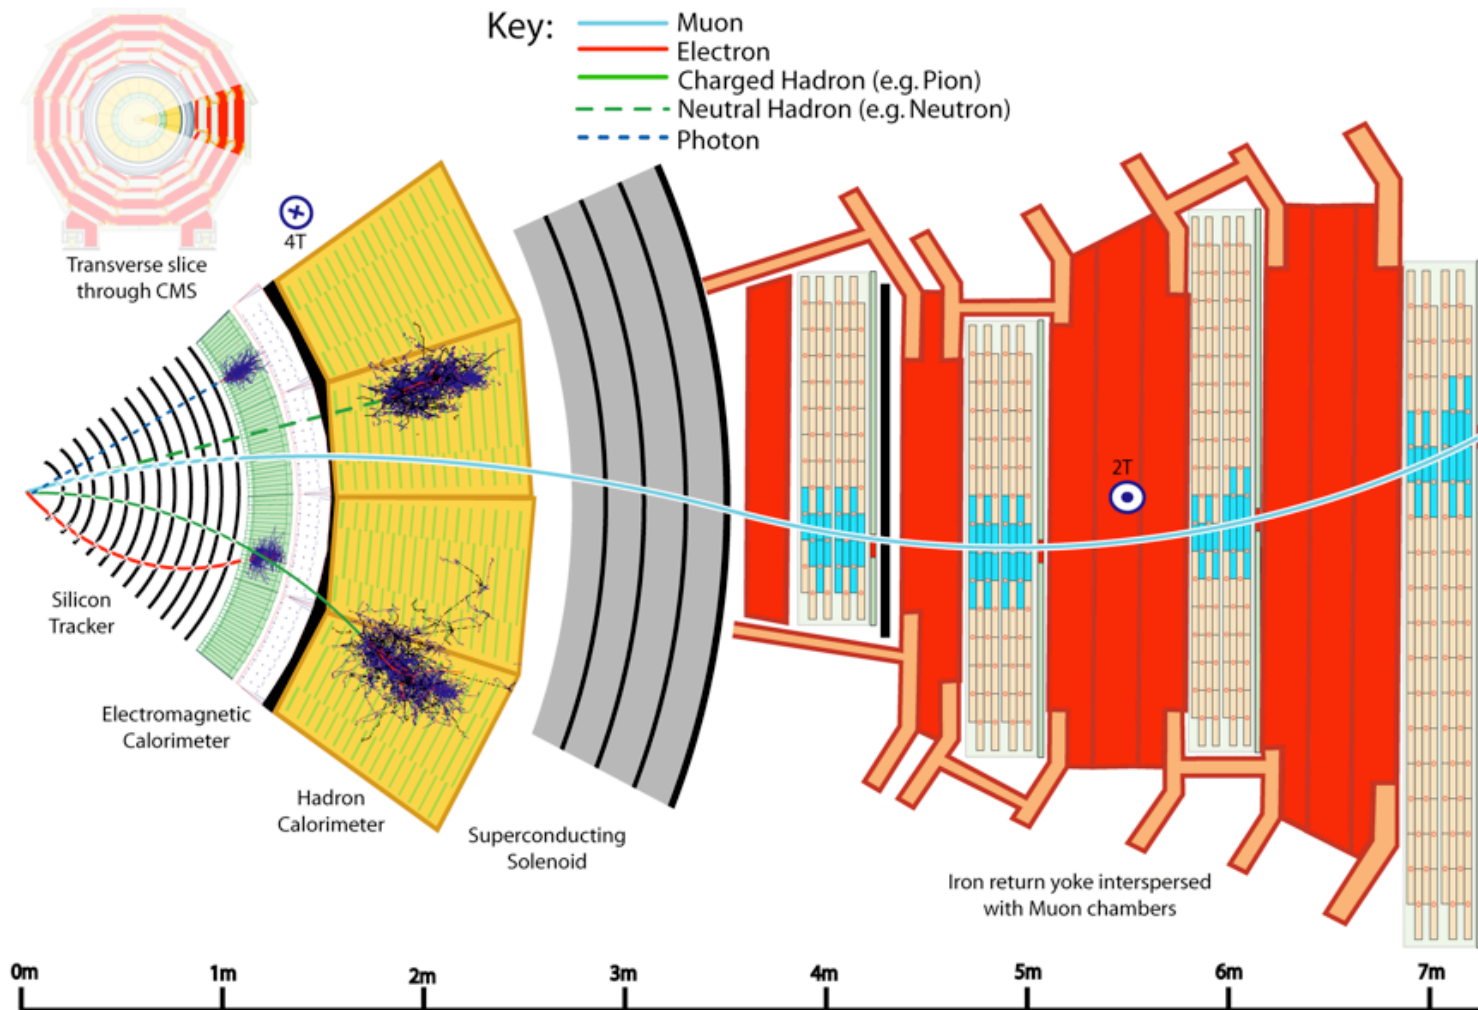 Key:
Muon
Electron
Charged Hadron (e.g. Pion)
Neutral Hadron (e.g. Neutron)
Photon
Transverse slice
through CMS
4T
2T
Silicon
Tracker
Electromagnetic
Calorimeter
Hadron
Calorimeter
Superconducting
Solenoid
Iron return yoke interspersed
with Muon chambers
0m 1m 2m 3m 4m 5m 6m 7m